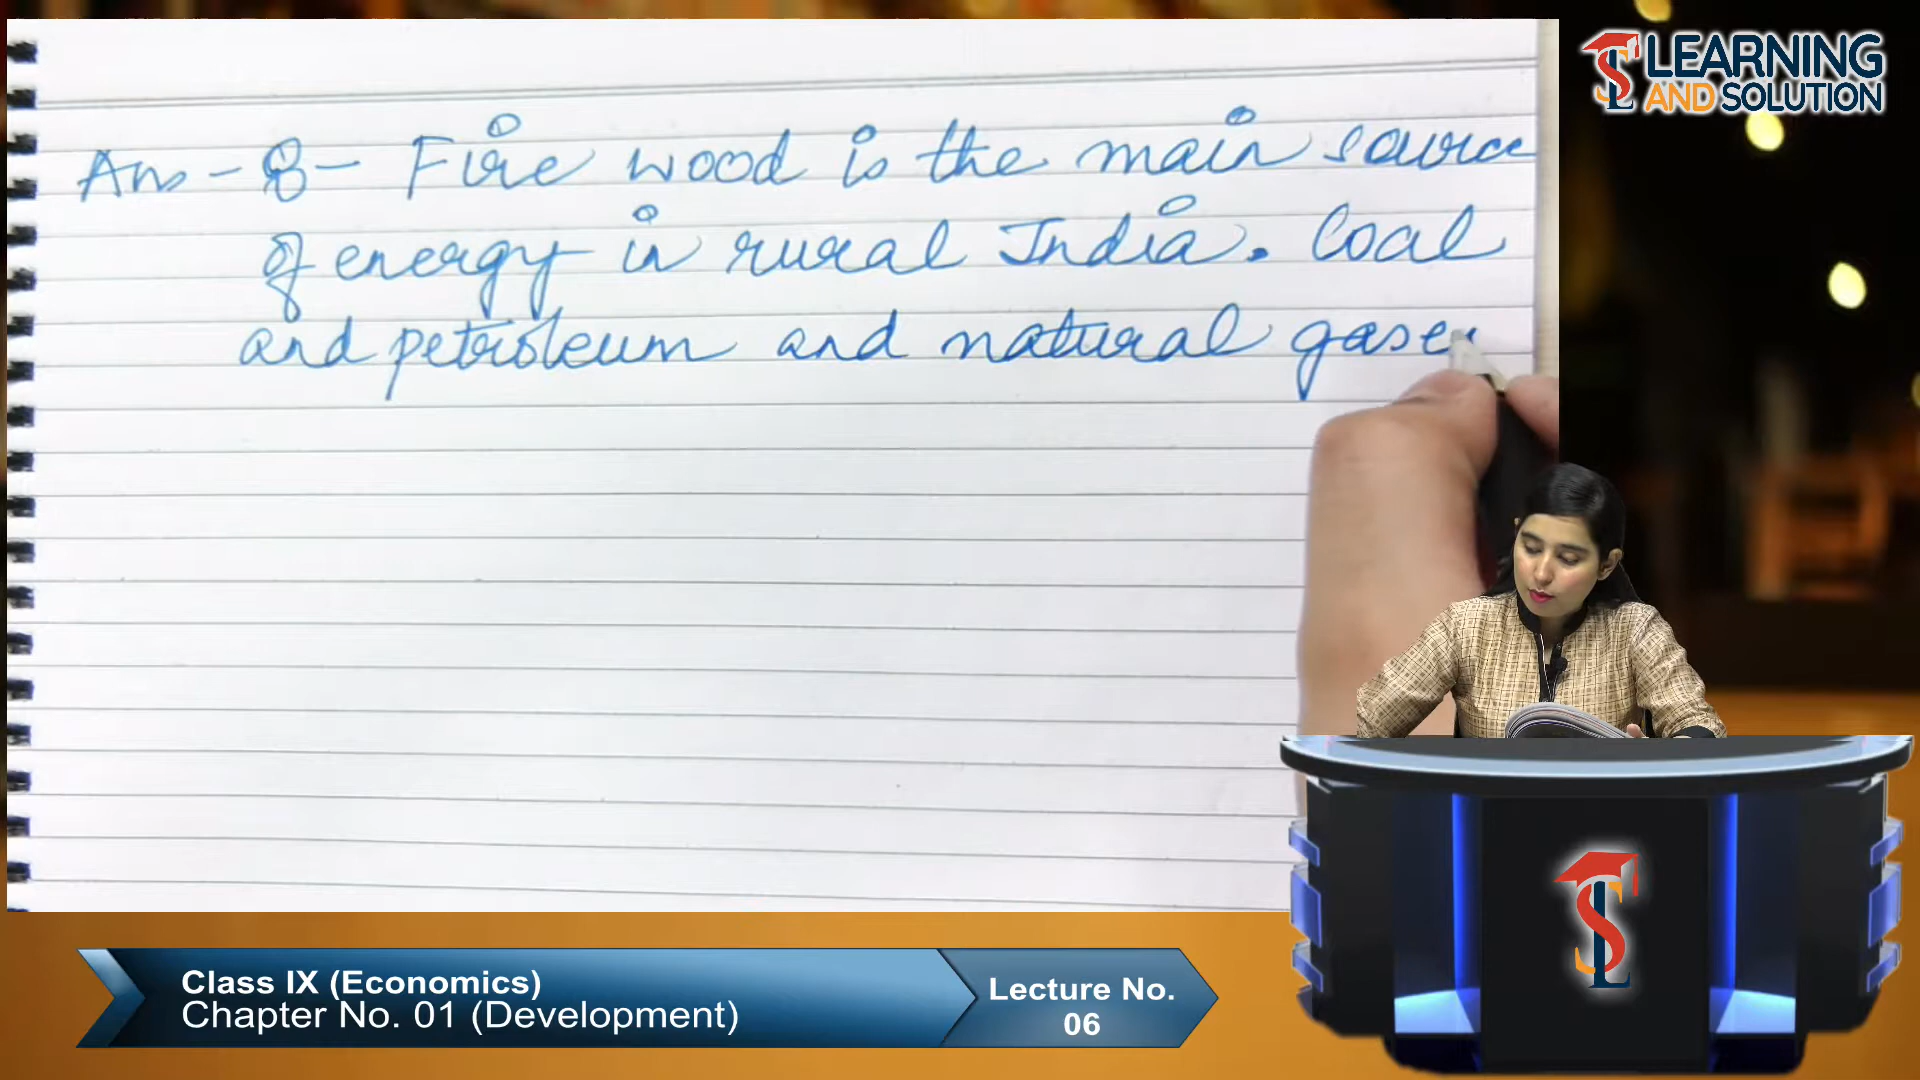 LEARNING
AND SOLUTION
Ans - 8 - Fire wood is the main source
of energy in rural India. Coal
and petroleum and natural gases
SL
Class IX (Economics)
Chapter No. 01 (Development)
Lecture No.
06